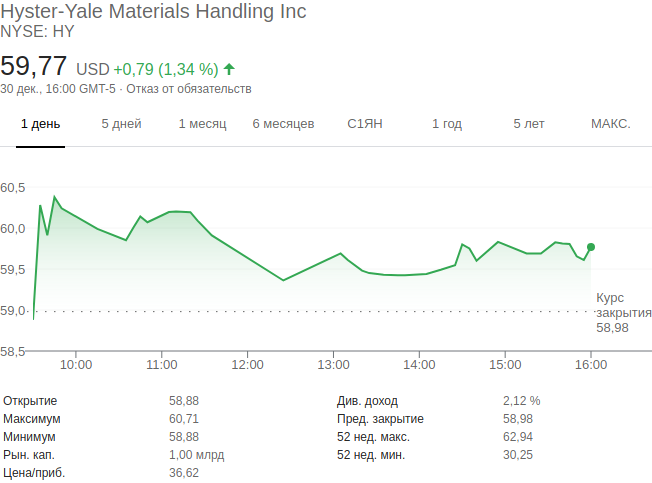 Hyster-Yale Materials Handling Inc
NYSE: HY
59,77 USD +0,79 (1,34 %)
30 дек., 16:00 GMT-5 · Отказ от обязательств
1 день 5 дней 1 месяц 6 месяцев С1ЯН 1 год 5 лет МАКС.
60,5
60,0
59,5
59,0
58,5
Курс
закрытия
58,98
10:00 11:00 12:00 13:00 14:00 15:00 16:00
Открытие 58,88 Див. доход 2,12 %
Максимум 60,71 Пред. закрытие 58,98
Минимум 58,88 52 нед. макс. 62,94
Рын. кап. 1,00 млрд 52 нед. мин. 30,25
Цена/приб. 36,62